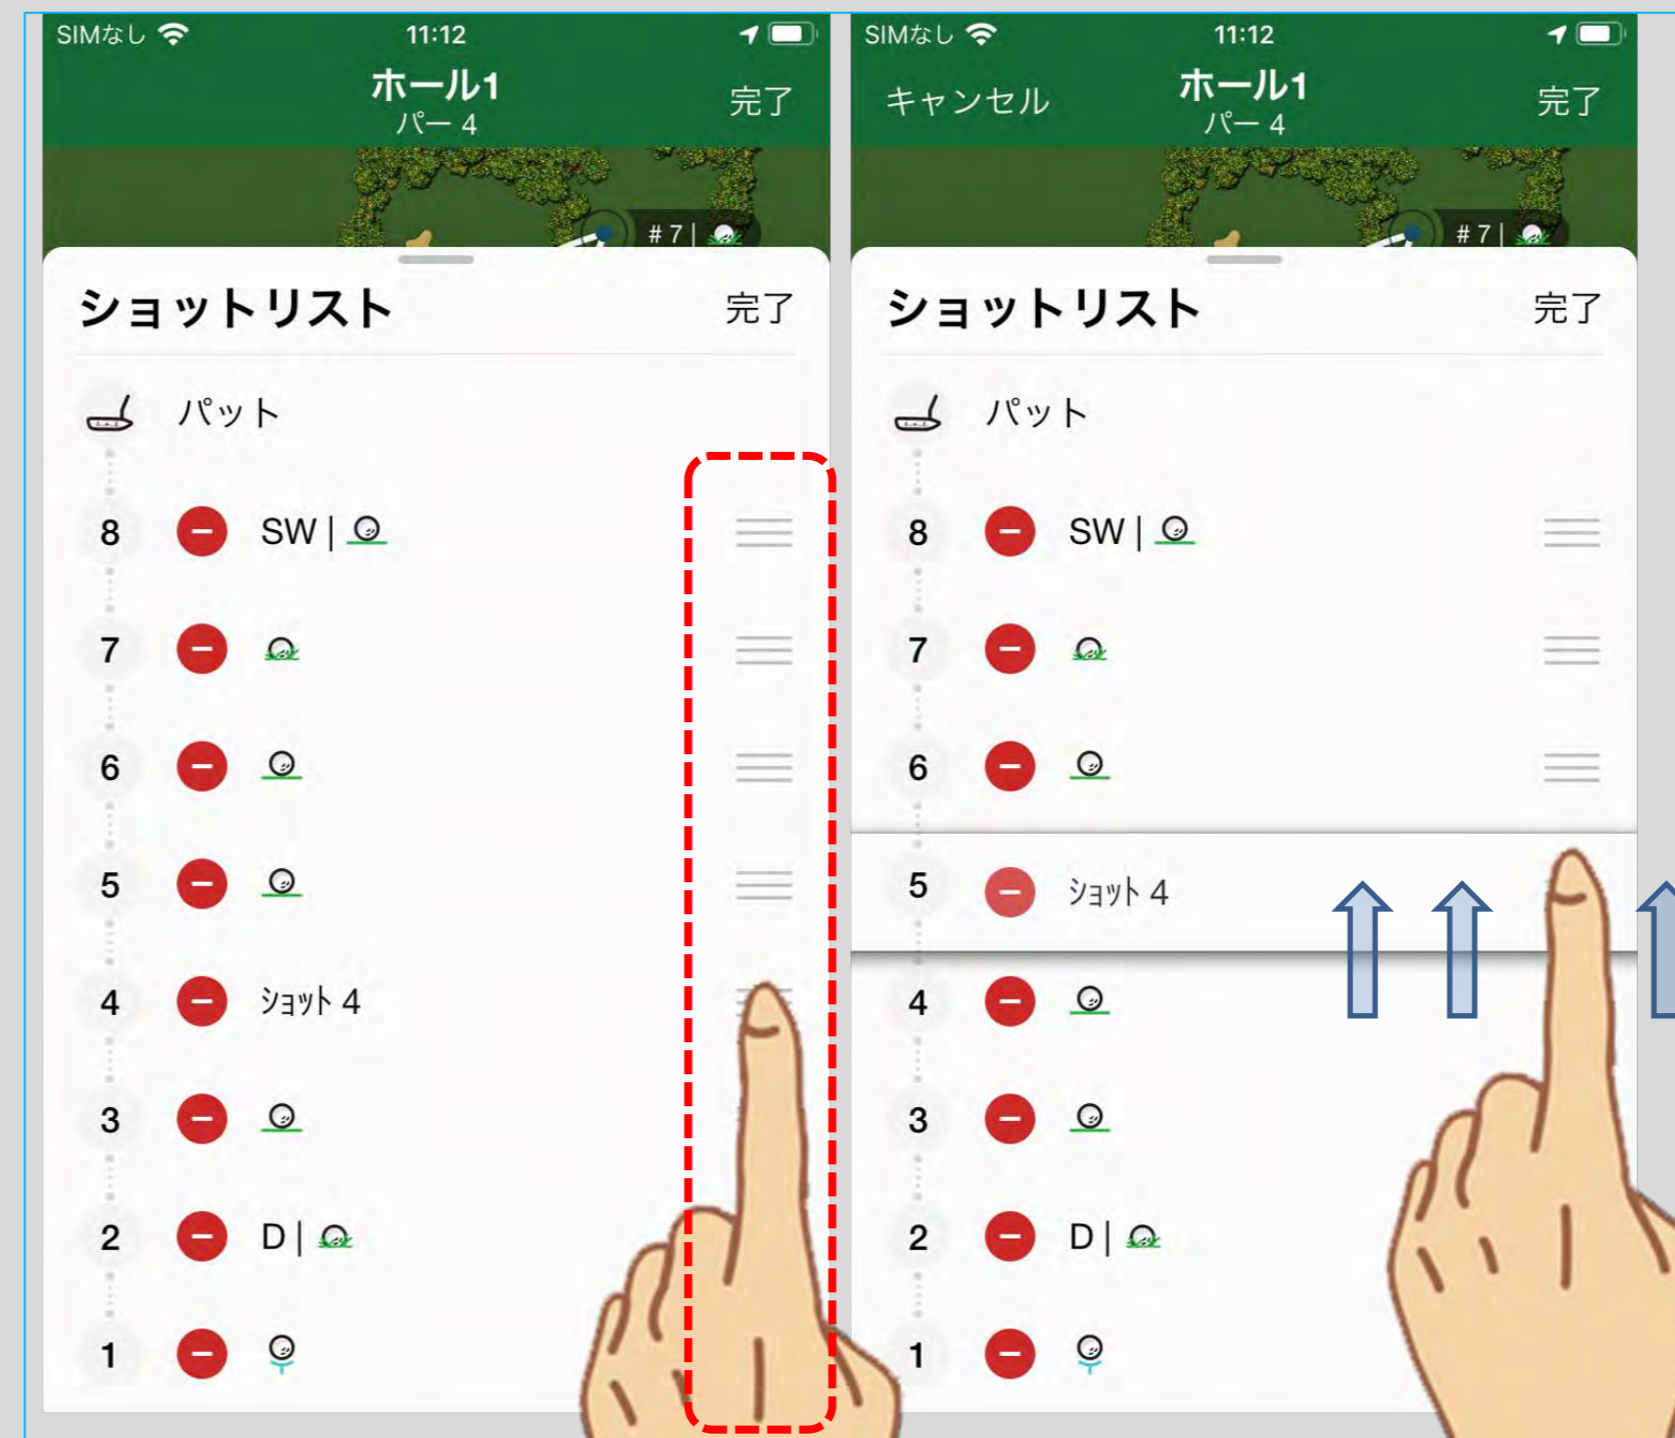 SIMなし 11:12
ホール1
パー 4
完了
# 7 |
ショットリスト 完了
パット
8 SW |
7
6
5
4 ｼｮｯﾄ 4
3
2 D |
1
SIMなし 11:12
キャンセル
ホール1
パー 4
完了
# 7 |
ショットリスト 完了
パット
8 SW |
7
6
5 ｼｮｯﾄ 4
4
3
2 D |
1